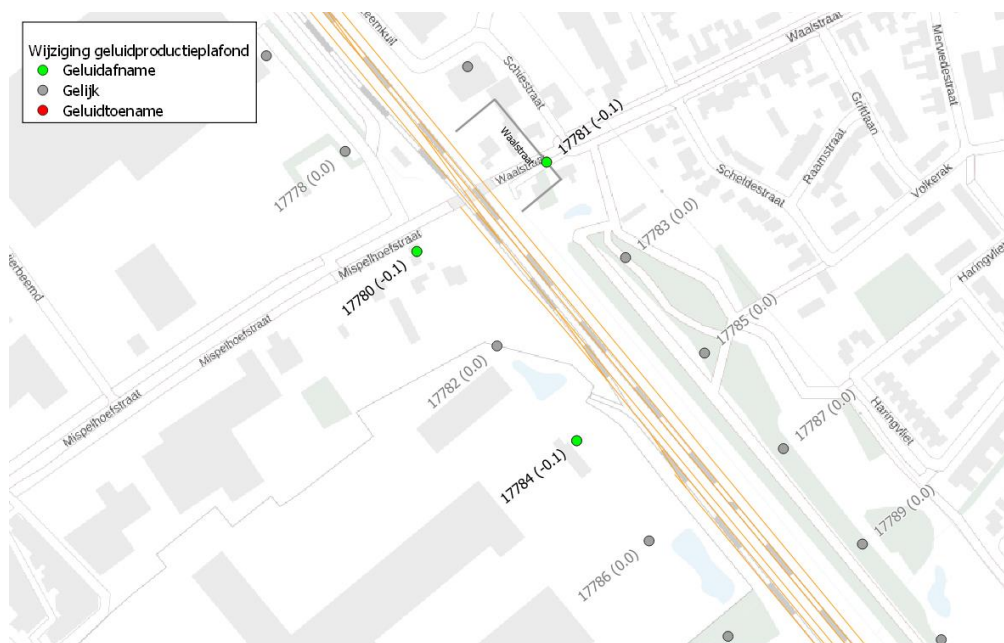 Wijziging geluidproductieplafond
Geluidafname
Gelijk
Geluidtoename
Schiestraat
Waalstraat
Merwedestraat
Griftlaan
Raamstraat
Scheldestraat
Volkerak
17781 (-0.1)
Waalstraat
Waalstraat
17778 (0.0)
Mispelhoefstraat
17780 (-0.1)
17783 (0.0)
Haringvliet
17785 (0.0)
Mispelhoefstraat
17782 (0.0)
Mispelhoefstraat
17787 (0.0)
Haringvliet
17784 (-0.1)
17789 (0.0)
17786 (0.0)